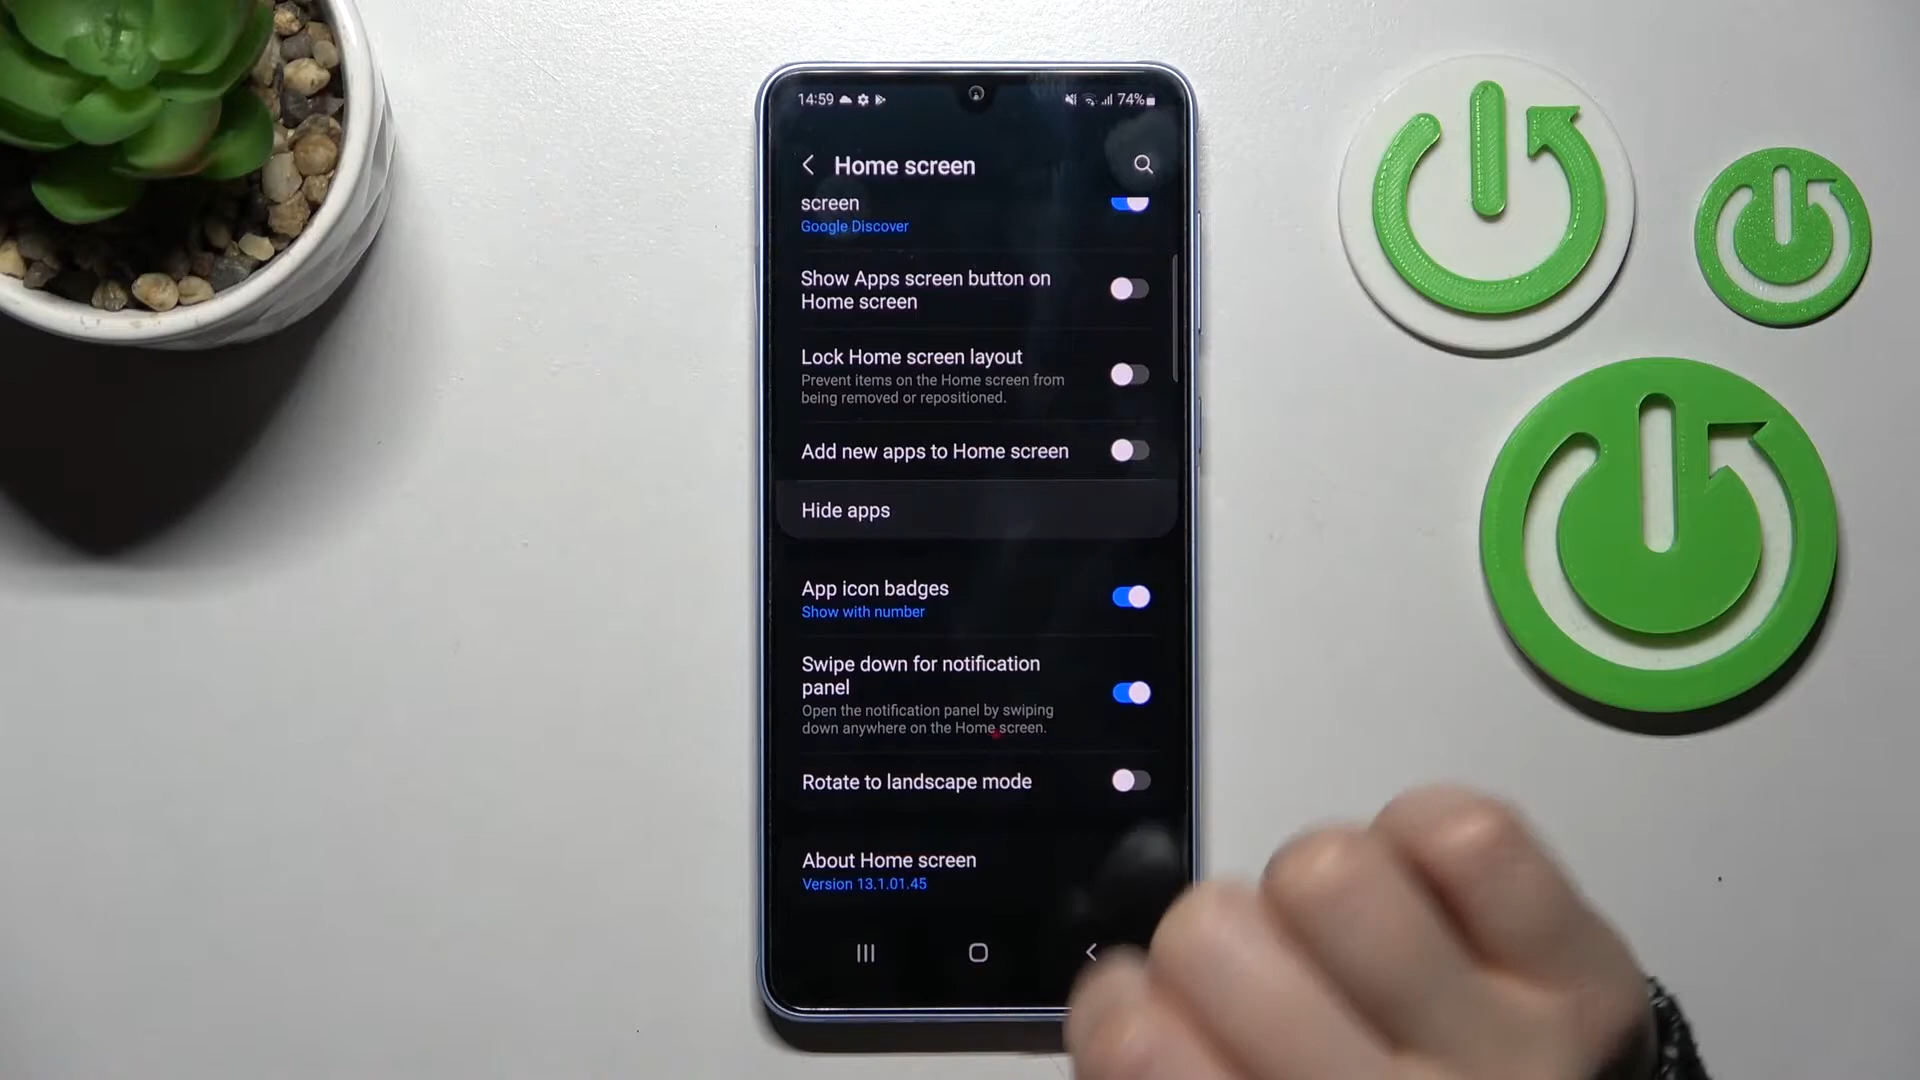 14:59
74%
Home screen
screen
Google Discover
Show Apps screen button on
Home screen
Lock Home screen layout
Prevent items on the Home screen from
being removed or repositioned.
Add new apps to Home screen
Hide apps
App icon badges
Show with number
Swipe down for notification
panel
Open the notification panel by swiping
down anywhere on the Home screen.
Rotate to landscape mode
About Home screen
Version 13.1.01.45